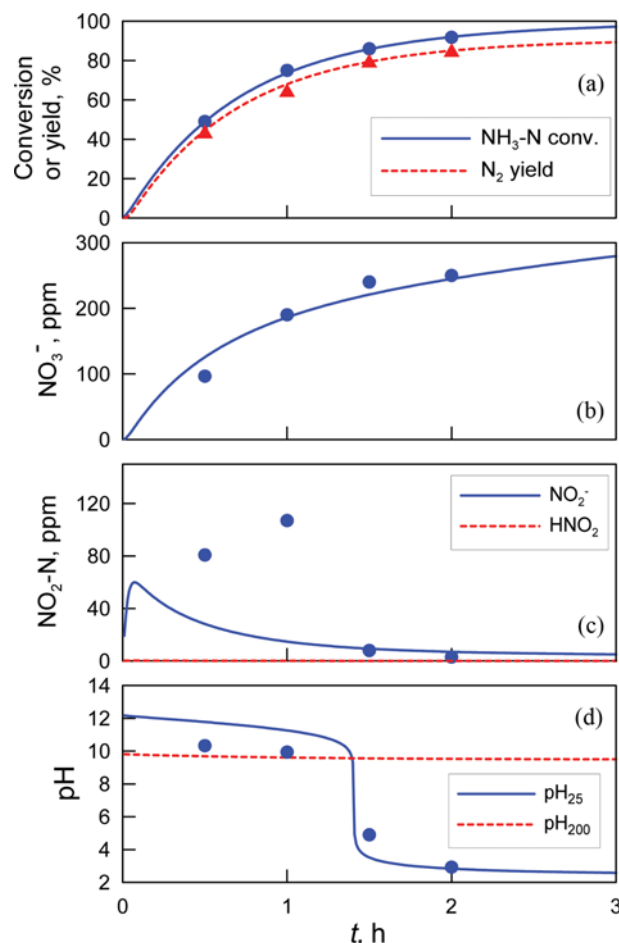 100
80
60
40
20
0
Conversion
or yield, %
(a)
NH₃-N conv.
N₂ yield
300
200
100
0
NO₃⁻, ppm
(b)
120
80
40
0
NO₂-N, ppm
NO₂⁻
HNO₂
(c)
14
12
10
8
6
4
2
pH
(d)
pH₂₅
pH₂₀₀
0 1 2 3
t, h